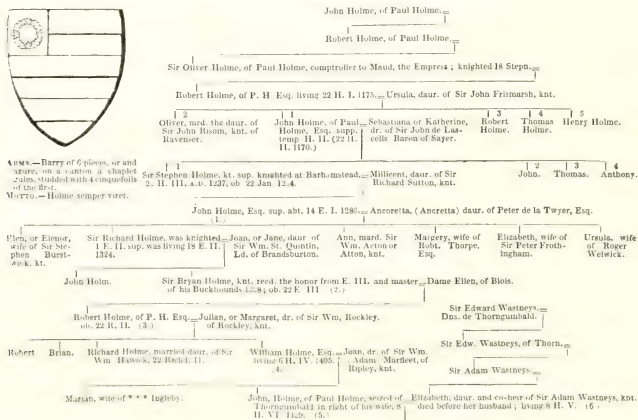 John Holme, of Paul Holme.
Robert Holme, of Paul Holme.
Sir Oliver Holme, of Paul Holme, comptroller to Maud, the Empress; knighted 18 Stepn.
Robert Holme, of P. H Esq. living 22 H. I. 1175. Ursula, daur. of Sir John Frismarsh, knt.
2 1 3 4 5
Oliver, mrd. the daur. of John Holme, of Paul Sebastiana or Katherine, Robert Thomas Henry Holme.
Sir John Risom, knt. of Holme, Esq. supp. dr. of Sir John de Las- Holme. Holme.
Ravenser. temp H. II. (22 H. cells Baron of Sayer.
II. 1170.)
ARMS.—Barry of 6 pieces, or and
azure, on a canton a chaplet
gules, studded with 4 cinquefoils
of the first.
MOTTO.—Holme semper viret.
1 2 3 4
Sir Stephen Holme, kt. sup. knighted at Barhamstead, Millicent, daur. of Sir John. Thomas. Anthony.
2. H. III. A.D. 1237, ob 22 Jan Richard Sutton, knt.
John Holme, Esq. sup. abt. 14 E. I. 1286. Ancoretta, (Ancretta) daur. of Peter de la Twyer, Esq.
(1.)
Ellen, or Elenor, Sir Richard Holme, was knighted Joan, or Jane, daur. of Ann, mard. Sir Margery, wife of Elizabeth, wife of Ursula, wife
wife of Sir Ste- 1 E. II. sup. was living 18 E. II. Sir Wm. St. Quintin, Wm. Acton or Robt. Thorpe, Sir Peter Froth- of Roger
phen Burst- 1324. Ld. of Brandsburton. Atton, knt. Esq. ingham. Welwick.
wick, kt.
John Holm. Sir Bryan Holme, knt. recd. the honor from E. III. and master Dame Ellen, of Blois.
of his Buckhounds ob. 22 E. III (2.)
Sir Edward Wastneys.
Dns. de Thorngumbald.
Robert Holme, of P. H. Esq. Julian, or Margaret, dr. of Sir Wm, Rockley,
ob. 22 R. II. (3.) of Rockley, knt.
Sir Edw. Wastneys, of Thorn.
Robert Brian. Richard Holme, married daur. of Sir William Holme, Esq. Joan, dr. of Sir Wm.
Wm 22 Rich. II. living 6 H. IV. 1405. Adam Marfleet, of
4. Ripley, knt.
Sir Adam Wastneys.
Marian, wife of * * * Ingleby. John, Holme, of Paul Holme, seized of Elizabeth, daur. and co-heir of Sir Adam Wastneys, knt.
Thorngumbald in right of his wife, 8 died before her husband; living 8 H. V. (6
H. VI 1429. (5.)